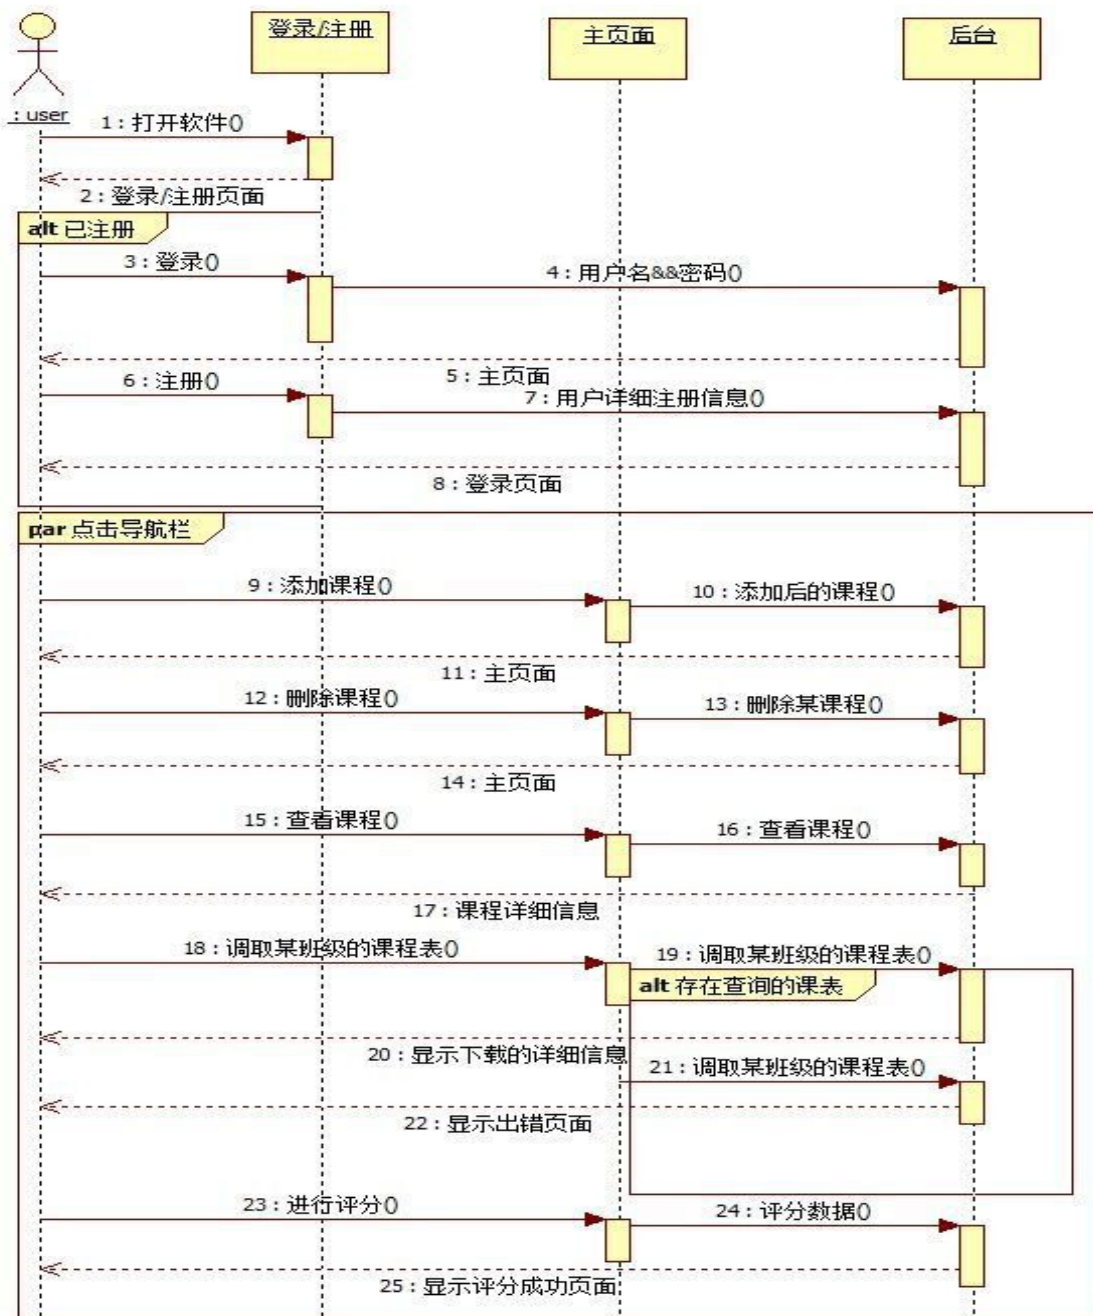 登录/注册
主页面
后台
: user
1 : 打开软件()
2 : 登录/注册页面
alt 已注册
3 : 登录()
4 : 用户名&&密码()
5 : 主页面
6 : 注册()
7 : 用户详细注册信息()
8 : 登录页面
par 点击导航栏
9 : 添加课程()
10 : 添加后的课程()
11 : 主页面
12 : 删除课程()
13 : 删除某课程()
14 : 主页面
15 : 查看课程()
16 : 查看课程()
17 : 课程详细信息
18 : 调取某班级的课程表()
19 : 调取某班级的课程表()
alt 存在查询的课表
20 : 显示下载的详细信息
21 : 调取某班级的课程表()
22 : 显示出错页面
23 : 进行评分()
24 : 评分数据()
25 : 显示评分成功页面